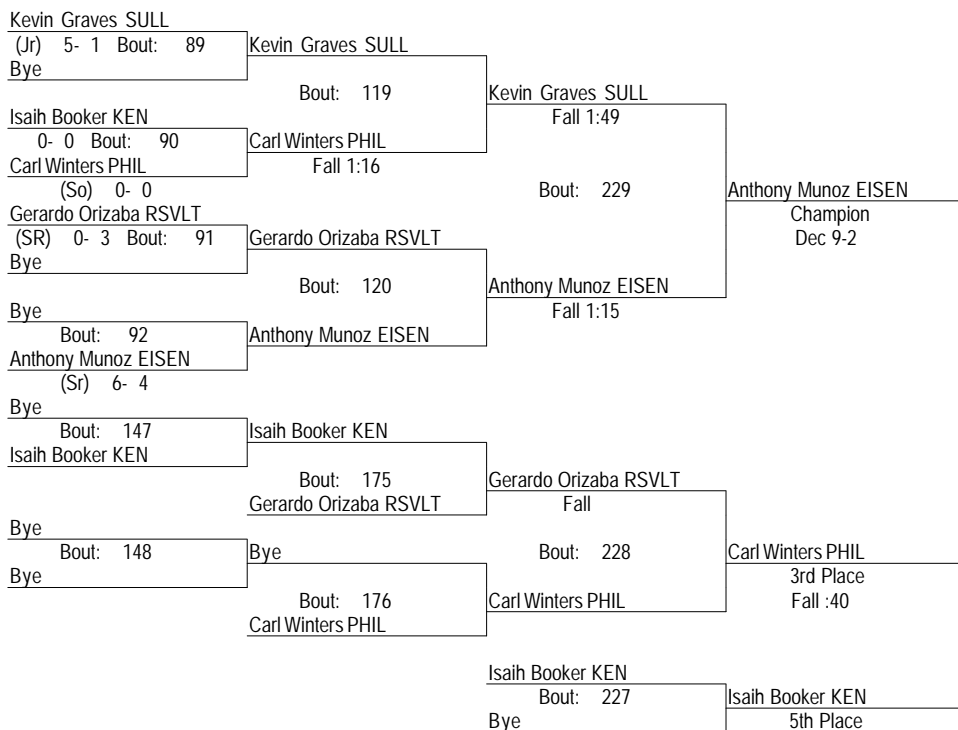 Kevin Graves SULL
(Jr) 5- 1 Bout: 89 Kevin Graves SULL
Bye
Bout: 119 Kevin Graves SULL
Isaih Booker KEN Fall 1:49
0- 0 Bout: 90 Carl Winters PHIL
Carl Winters PHIL Fall 1:16
(So) 0- 0 Bout: 229 Anthony Munoz EISEN
Gerardo Orizaba RSVLT Champion
(SR) 0- 3 Bout: 91 Gerardo Orizaba RSVLT Dec 9-2
Bye
Bout: 120 Anthony Munoz EISEN
Bye Fall 1:15
Bout: 92 Anthony Munoz EISEN
Anthony Munoz EISEN
(Sr) 6- 4
Bye
Bout: 147 Isaih Booker KEN
Isaih Booker KEN
Bout: 175 Gerardo Orizaba RSVLT
Gerardo Orizaba RSVLT Fall
Bye
Bout: 148 Bye Bout: 228 Carl Winters PHIL
Bye 3rd Place
Bout: 176 Carl Winters PHIL Fall :40
Carl Winters PHIL
Isaih Booker KEN
Bout: 227 Isaih Booker KEN
Bye 5th Place